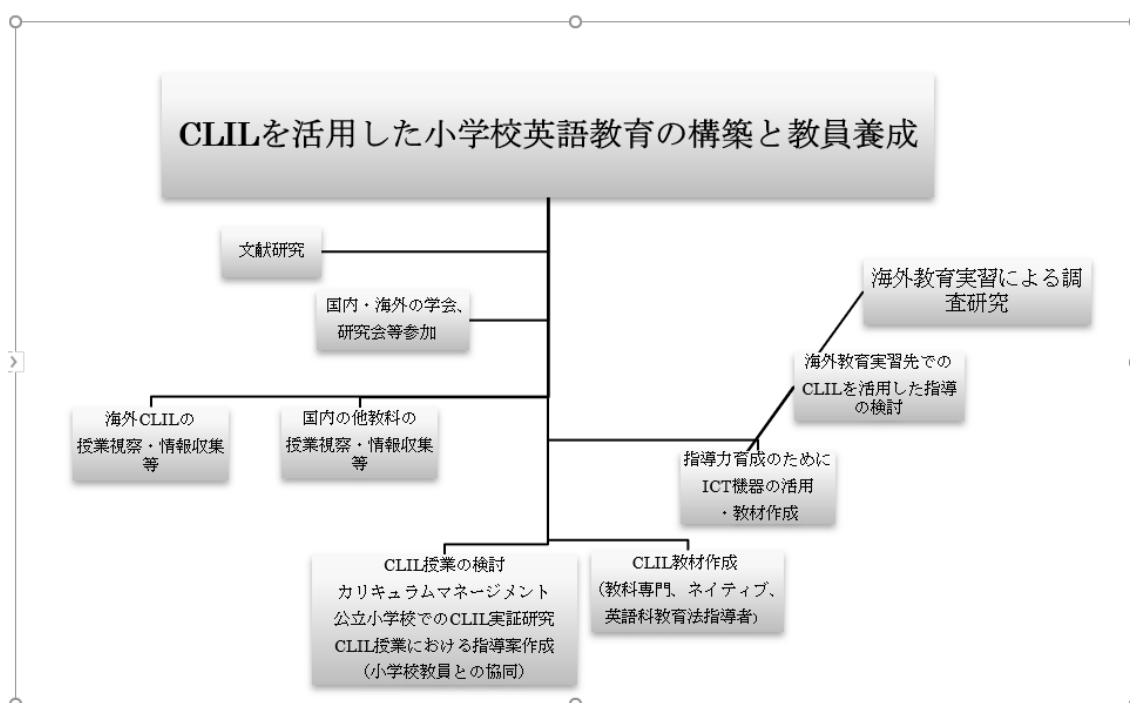 CLILを活用した小学校英語教育の構築と教員養成
文献研究
国内・海外の学会、
研究会等参加
海外教育実習による調
査研究
海外教育実習先での
CLILを活用した指導
の検討
海外CLILの
授業視察・情報収集
等
国内の他教科の
授業視察・情報収集
等
指導力育成のために
ICT機器の活用
・教材作成
CLIL授業の検討
カリキュラムマネージメント
公立小学校でのCLIL実証研究
CLIL授業における指導案作成
(小学校教員との協同)
CLIL教材作成
(教科専門、ネイティブ、
英語科教育法指導者)